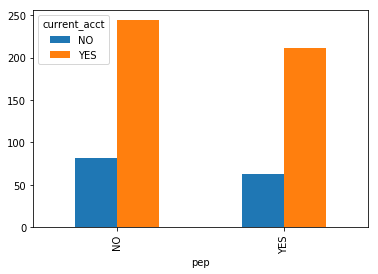 current_acct
NO
YES
250
200
150
100
50
0
NO
YES
pep